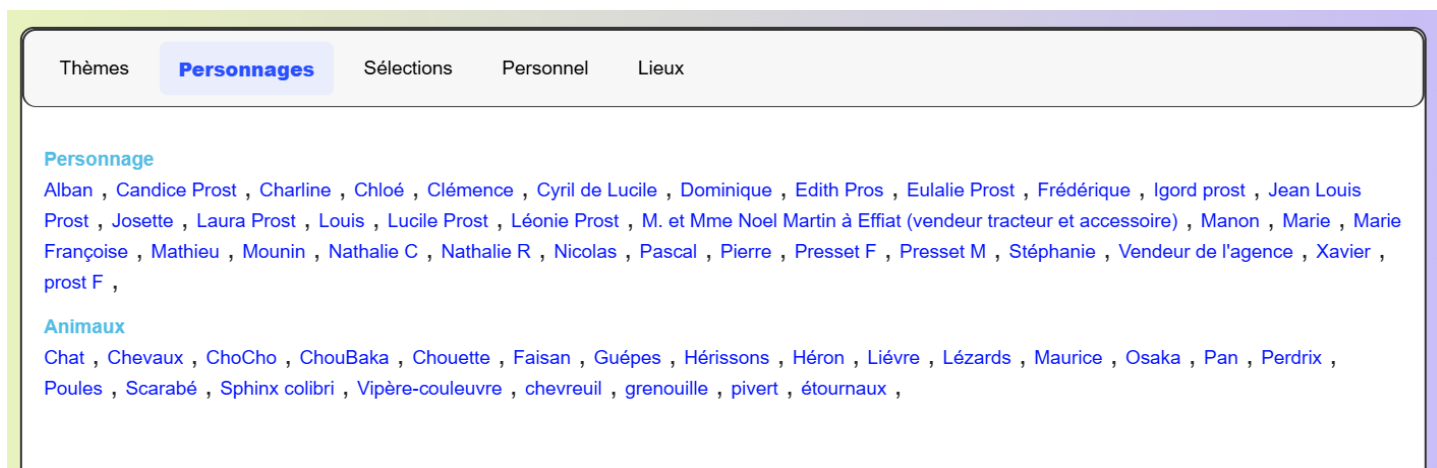 Thèmes Personnages Sélections Personnel Lieux
Personnage
Alban , Candice Prost , Charline , Chloé , Clémence , Cyril de Lucile , Dominique , Edith Pros , Eulalie Prost , Frédérique , Igord prost , Jean Louis
Prost , Josette , Laura Prost , Louis , Lucile Prost , Léonie Prost , M. et Mme Noel Martin à Effiat (vendeur tracteur et accessoire) , Manon , Marie , Marie
Françoise , Mathieu , Mounin , Nathalie C , Nathalie R , Nicolas , Pascal , Pierre , Presset F , Presset M , Stéphanie , Vendeur de l'agence , Xavier ,
prost F ,
Animaux
Chat , Chevaux , ChoCho , ChouBaka , Chouette , Faisan , Guépes , Hérissons , Héron , Liévre , Lézards , Maurice , Osaka , Pan , Perdrix ,
Poules , Scarabé , Sphinx colibri , Vipère-couleuvre , chevreuil , grenouille , pivert , étournaux ,